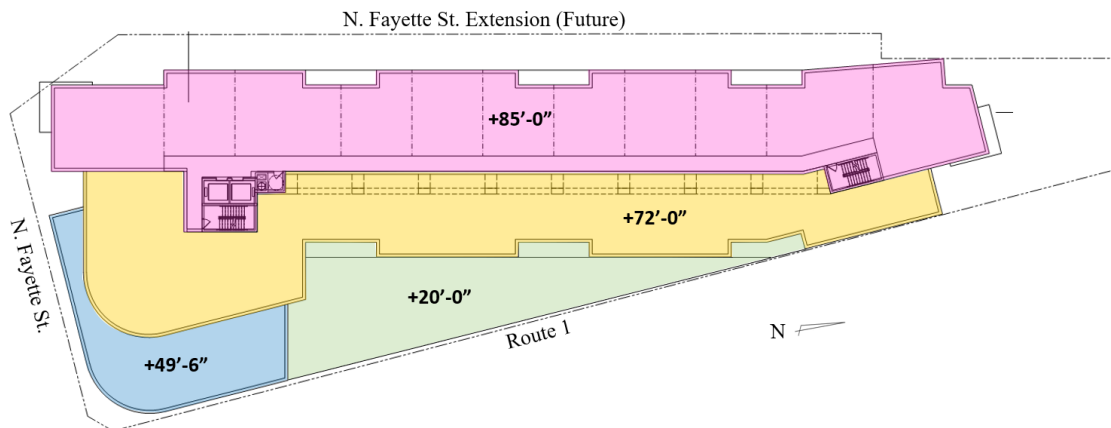 N. Fayette St. Extension (Future)
+85’-0”
+72’-0”
N. Fayette St.
+20’-0”
Route 1
N
+49’-6”